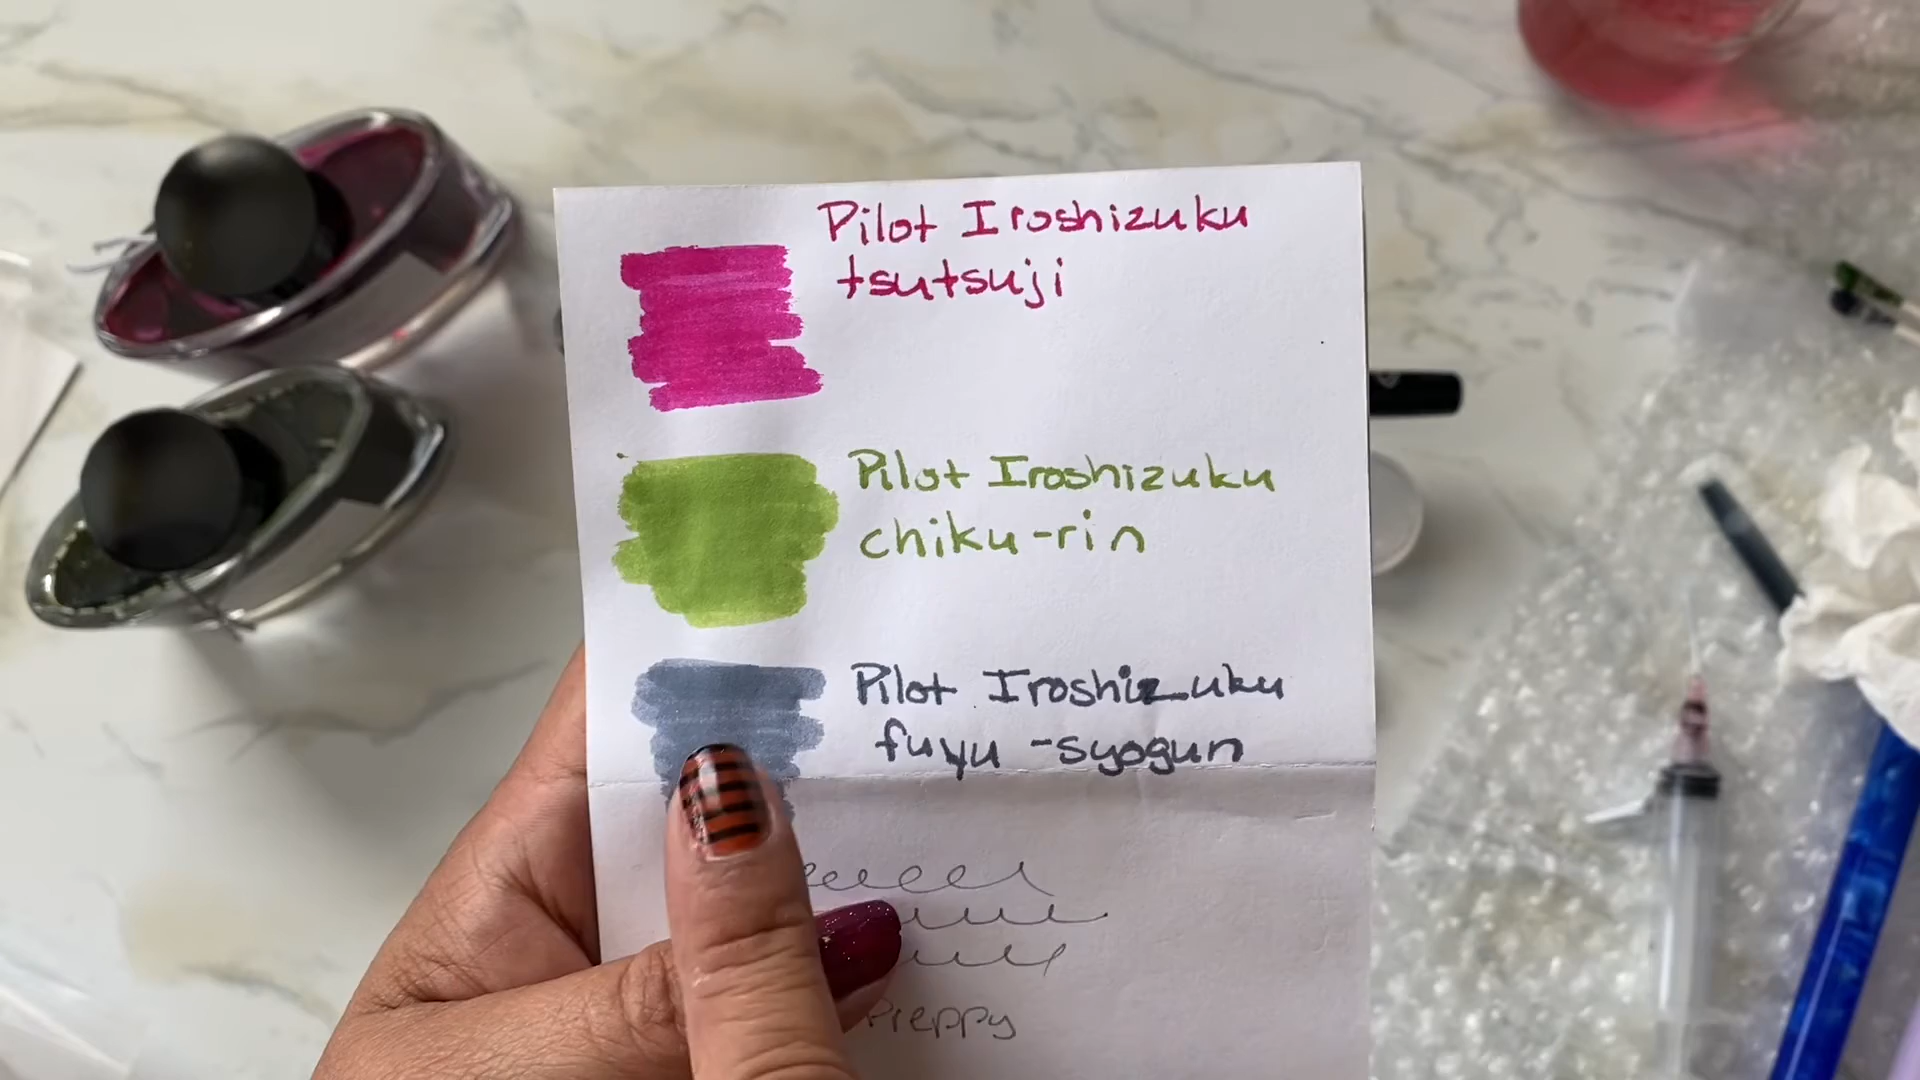 Pilot Iroshizuku
tsutsuji
Pilot Iroshizuku
chiku-rin
Pilot Iroshizuku
fuyu -syogun
Preppy